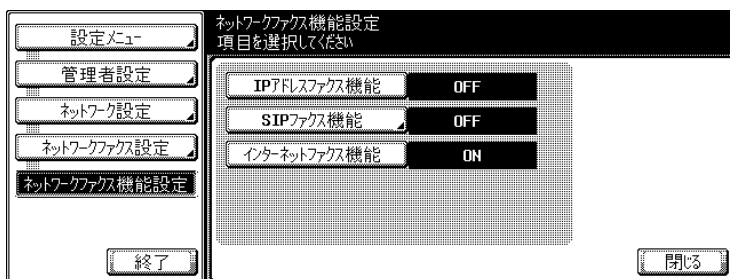 設定メニュー
管理者設定
ネットワーク設定
ネットワークファクス設定
ネットワークファクス機能設定
終了
ネットワークファクス機能設定
項目を選択してください
IPアドレスファクス機能 OFF
SIPファクス機能 OFF
インターネットファクス機能 ON
閉じる